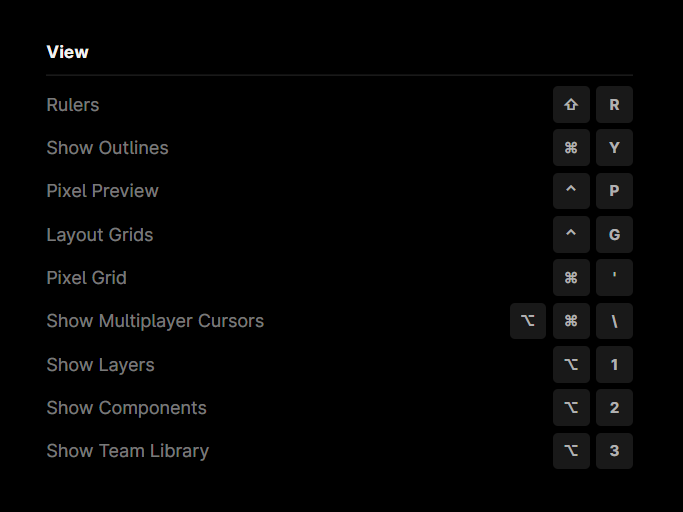 View
Rulers ⇧ R
Show Outlines ⌘ Y
Pixel Preview ^ P
Layout Grids ^ G
Pixel Grid ⌘ '
Show Multiplayer Cursors ⌥ ⌘ \
Show Layers ⌥ 1
Show Components ⌥ 2
Show Team Library ⌥ 3